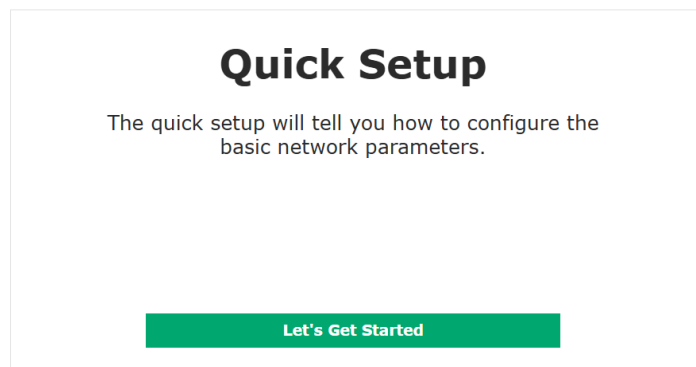 Quick Setup
The quick setup will tell you how to configure the
basic network parameters.
Let's Get Started